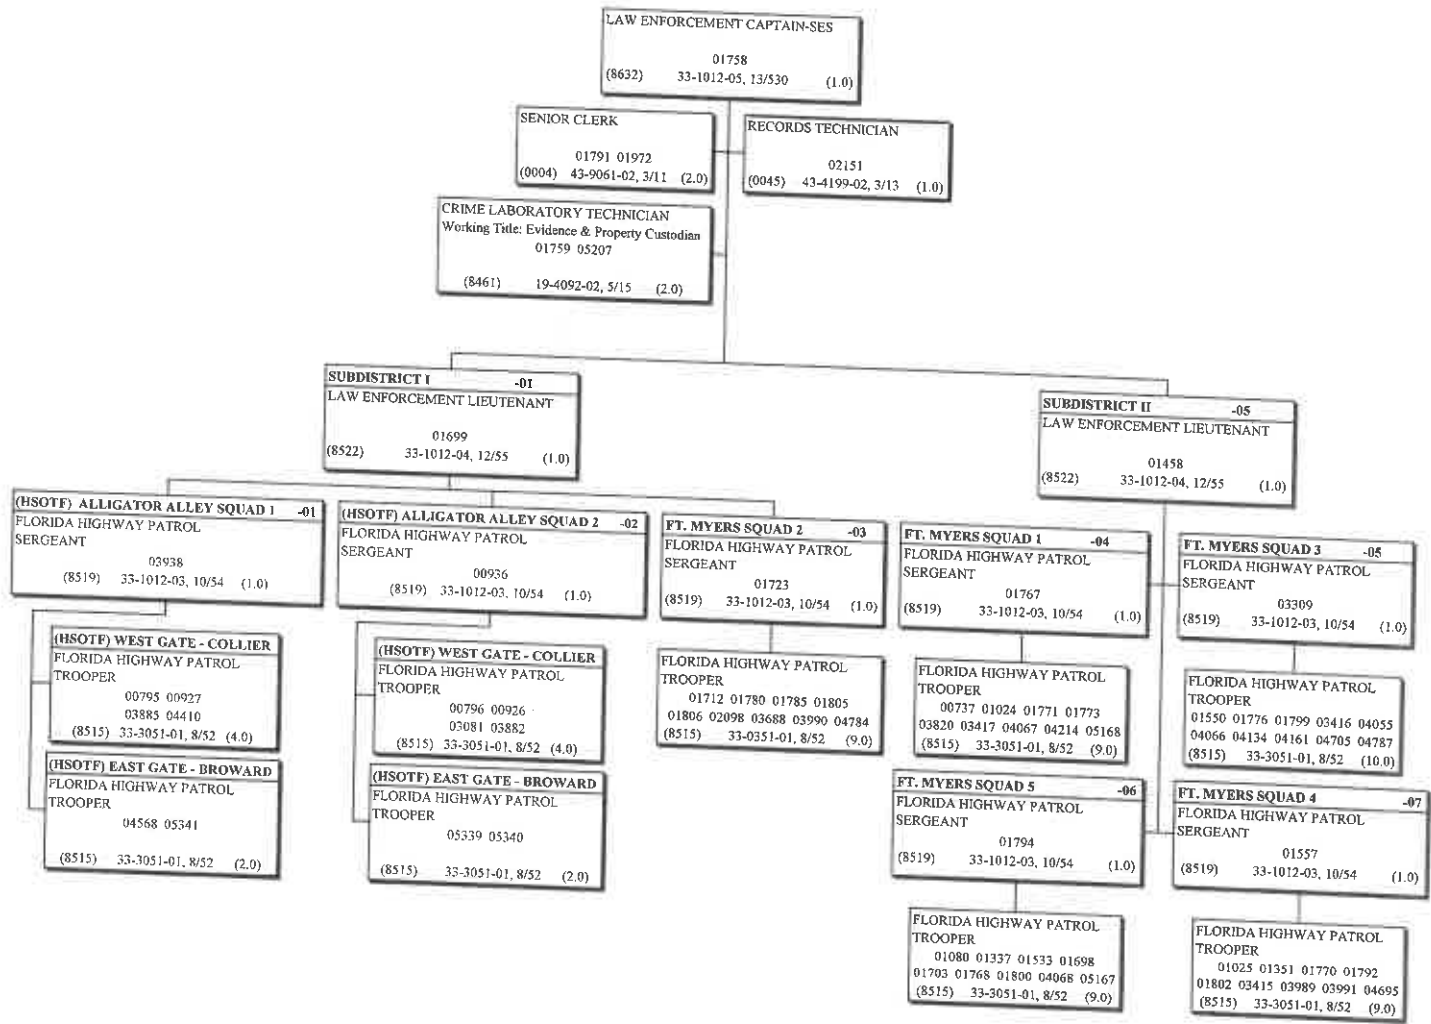 LAW ENFORCEMENT CAPTAIN-SES
01758
(8632) 33-1012-05, 13/530 (1.0)
SENIOR CLERK
01791 01972
(0004) 43-9061-02, 3/11 (2.0)
RECORDS TECHNICIAN
02151
(0045) 43-4199-02, 3/13 (1.0)
CRIME LABORATORY TECHNICIAN
Working Title: Evidence & Property Custodian
01759 05207
(8461) 19-4092-02, 5/15 (2.0)
SUBDISTRICT I -01
LAW ENFORCEMENT LIEUTENANT
01699
(8522) 33-1012-04, 12/55 (1.0)
SUBDISTRICT II -05
LAW ENFORCEMENT LIEUTENANT
01458
(8522) 33-1012-04, 12/55 (1.0)
(HSOTF) ALLIGATOR ALLEY SQUAD 1 -01
FLORIDA HIGHWAY PATROL
SERGEANT
03938
(8519) 33-1012-03, 10/54 (1.0)
(HSOTF) ALLIGATOR ALLEY SQUAD 2 -02
FLORIDA HIGHWAY PATROL
SERGEANT
00936
(8519) 33-1012-03, 10/54 (1.0)
FT. MYERS SQUAD 2 -03
FLORIDA HIGHWAY PATROL
SERGEANT
01723
(8519) 33-1012-03, 10/54 (1.0)
FT. MYERS SQUAD 1 -04
FLORIDA HIGHWAY PATROL
SERGEANT
01767
(8519) 33-1012-03, 10/54 (1.0)
FT. MYERS SQUAD 3 -05
FLORIDA HIGHWAY PATROL
SERGEANT
03309
(8519) 33-1012-03, 10/54 (1.0)
(HSOTF) WEST GATE - COLLIER
FLORIDA HIGHWAY PATROL
TROOPER
00795 00927
03885 04410
(8515) 33-3051-01, 8/52 (4.0)
(HSOTF) WEST GATE - COLLIER
FLORIDA HIGHWAY PATROL
TROOPER
00796 00926
03081 03882
(8515) 33-3051-01, 8/52 (4.0)
FLORIDA HIGHWAY PATROL
TROOPER
01712 01780 01785 01805
01806 02098 03688 03990 04784
(8515) 33-0351-01, 8/52 (9.0)
FLORIDA HIGHWAY PATROL
TROOPER
00737 01024 01771 01773
03820 03417 04067 04214 05168
(8515) 33-3051-01, 8/52 (9.0)
FLORIDA HIGHWAY PATROL
TROOPER
01550 01776 01799 03416 04055
04066 04134 04161 04705 04787
(8515) 33-3051-01, 8/52 (10.0)
(HSOTF) EAST GATE - BROWARD
FLORIDA HIGHWAY PATROL
TROOPER
04568 05341
(8515) 33-3051-01, 8/52 (2.0)
(HSOTF) EAST GATE - BROWARD
FLORIDA HIGHWAY PATROL
TROOPER
05339 05340
(8515) 33-3051-01, 8/52 (2.0)
FT. MYERS SQUAD 5 -06
FLORIDA HIGHWAY PATROL
SERGEANT
01794
(8519) 33-1012-03, 10/54 (1.0)
FT. MYERS SQUAD 4 -07
FLORIDA HIGHWAY PATROL
SERGEANT
01557
(8519) 33-1012-03, 10/54 (1.0)
FLORIDA HIGHWAY PATROL
TROOPER
01080 01337 01533 01698
01703 01768 01800 04068 05167
(8515) 33-3051-01, 8/52 (9.0)
FLORIDA HIGHWAY PATROL
TROOPER
01025 01351 01770 01792
01802 03415 03989 03991 04695
(8515) 33-3051-01, 8/52 (9.0)